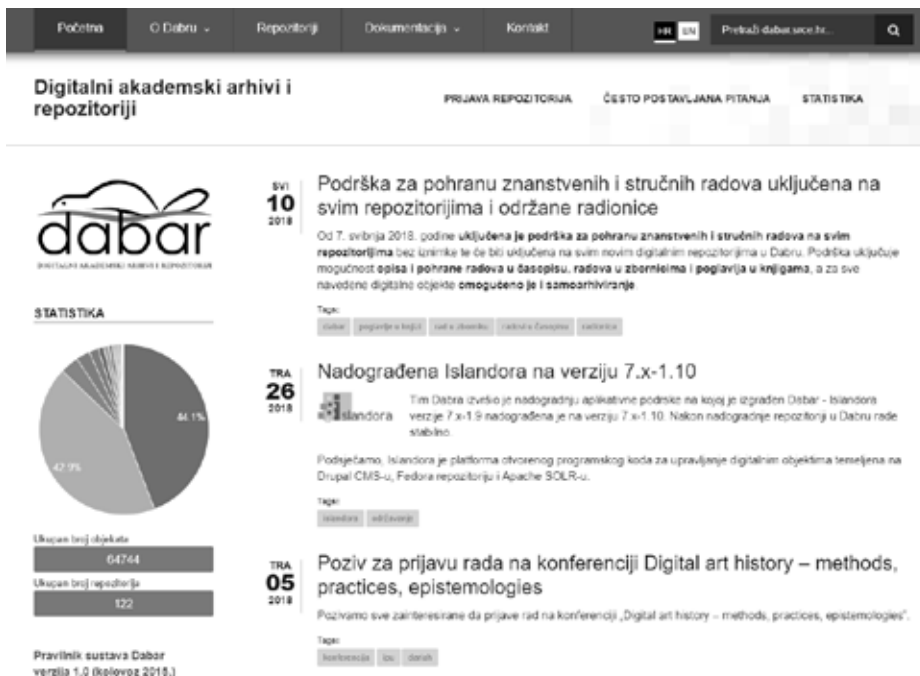 Početna O Dabru Repozitoriji Dokumentacija Kontakt HR EN Pretraži dabar.srce.hr...
Digitalni akademski arhivi i
repozitoriji
PRIJAVA REPOZITORIJA ČESTO POSTAVLJANA PITANJA STATISTIKA
dabar
DIGITALNI AKADEMSKI ARHIVI I REPOZITORIJI
STATISTIKA
44.1%
42.9%
Ukupan broj objekata
64744
Ukupan broj repozitorija
122
Pravilnik sustava Dabar
verzija 1.0 (kolovoz 2015.)
SVI
10
2018
Podrška za pohranu znanstvenih i stručnih radova uključena na
svim repozitorijima i održane radionice
Od 7. svibnja 2018. godine uključena je podrška za pohranu znanstvenih i stručnih radova na svim
repozitorijima bez iznimke te će biti uključena na svim novim digitalnim repozitorijima u Dabru. Podrška uključuje
mogućnost opisa i pohrane radova u časopisu, radova u zbornicima i poglavlja u knjigama, a za sve
navedene digitalne objekte omogućeno je i samoarhiviranje.
Tags:
dabar poglavlje u knjizi rad u zborniku radovi u časopisu radionica
TRA
26
2018
Nadograđena Islandora na verziju 7.x-1.10
islandora
Tim Dabra izvršio je nadogradnju aplikativne podrške na kojoj je izgrađen Dabar - Islandora
verzije 7.x-1.9 nadograđena je na verziju 7.x-1.10. Nakon nadogradnje repozitoriji u Dabru rade
stabilno.
Podsjećamo, Islandora je platforma otvorenog programskog koda za upravljanje digitalnim objektima temeljena na
Drupal CMS-u, Fedora repozitoriju i Apache SOLR-u.
Tags:
islandora održavanje
TRA
05
2018
Poziv za prijavu rada na konferenciji Digital art history – methods,
practices, epistemologies
Pozivamo sve zainteresirane da prijave rad na konferenciji „Digital art history – methods, practices, epistemologies".
Tags:
konferencija ipu dariah